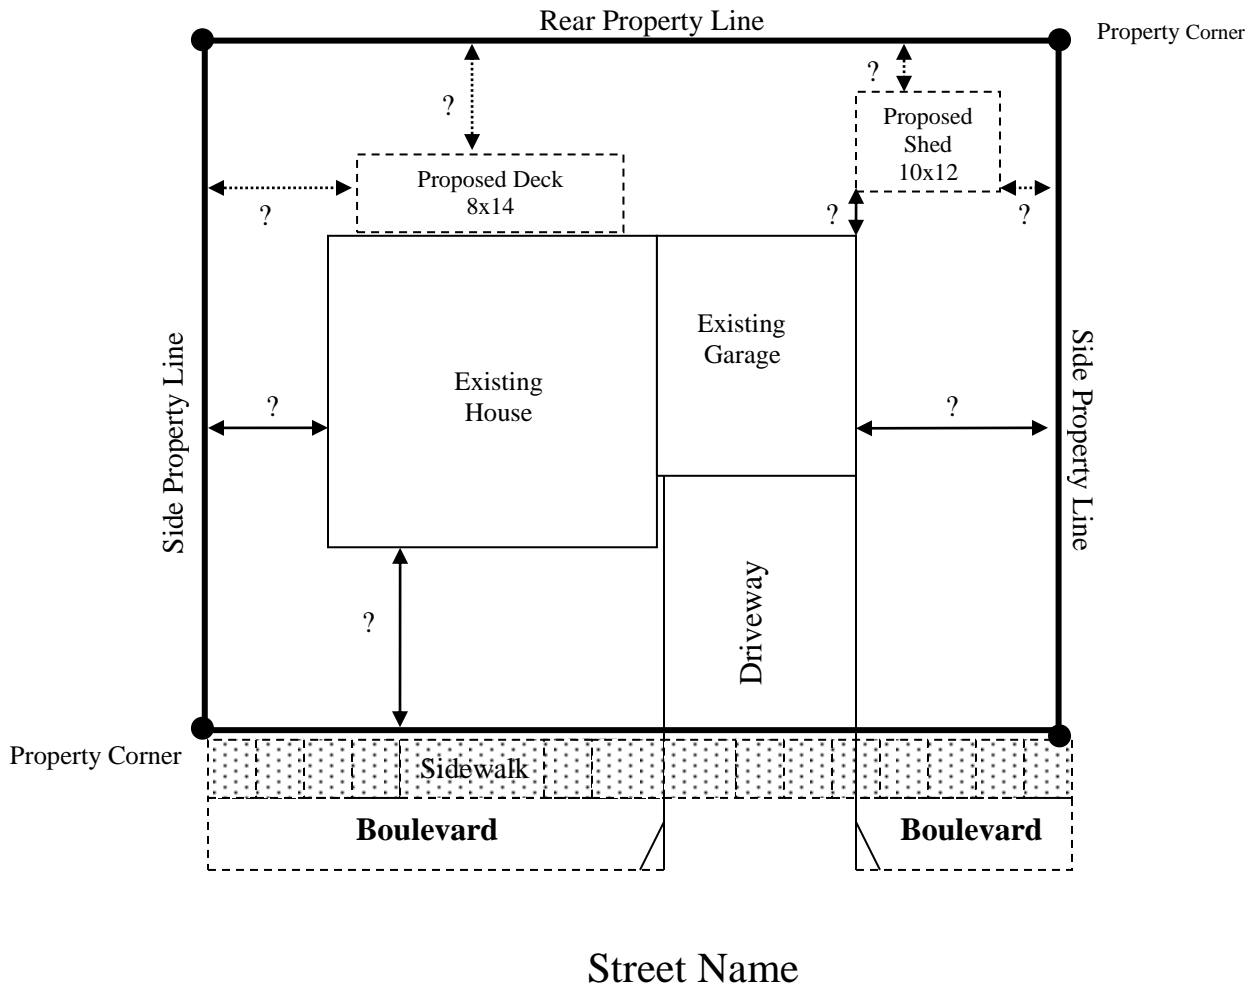 Rear Property Line
Property Corner
?
?
Proposed
Shed
10x12
Proposed Deck
8x14
?
?
?
Existing
Garage
Existing
House
Side Property Line
Side Property Line
?
?
?
Driveway
Property Corner
Sidewalk
Boulevard
Boulevard
Street Name